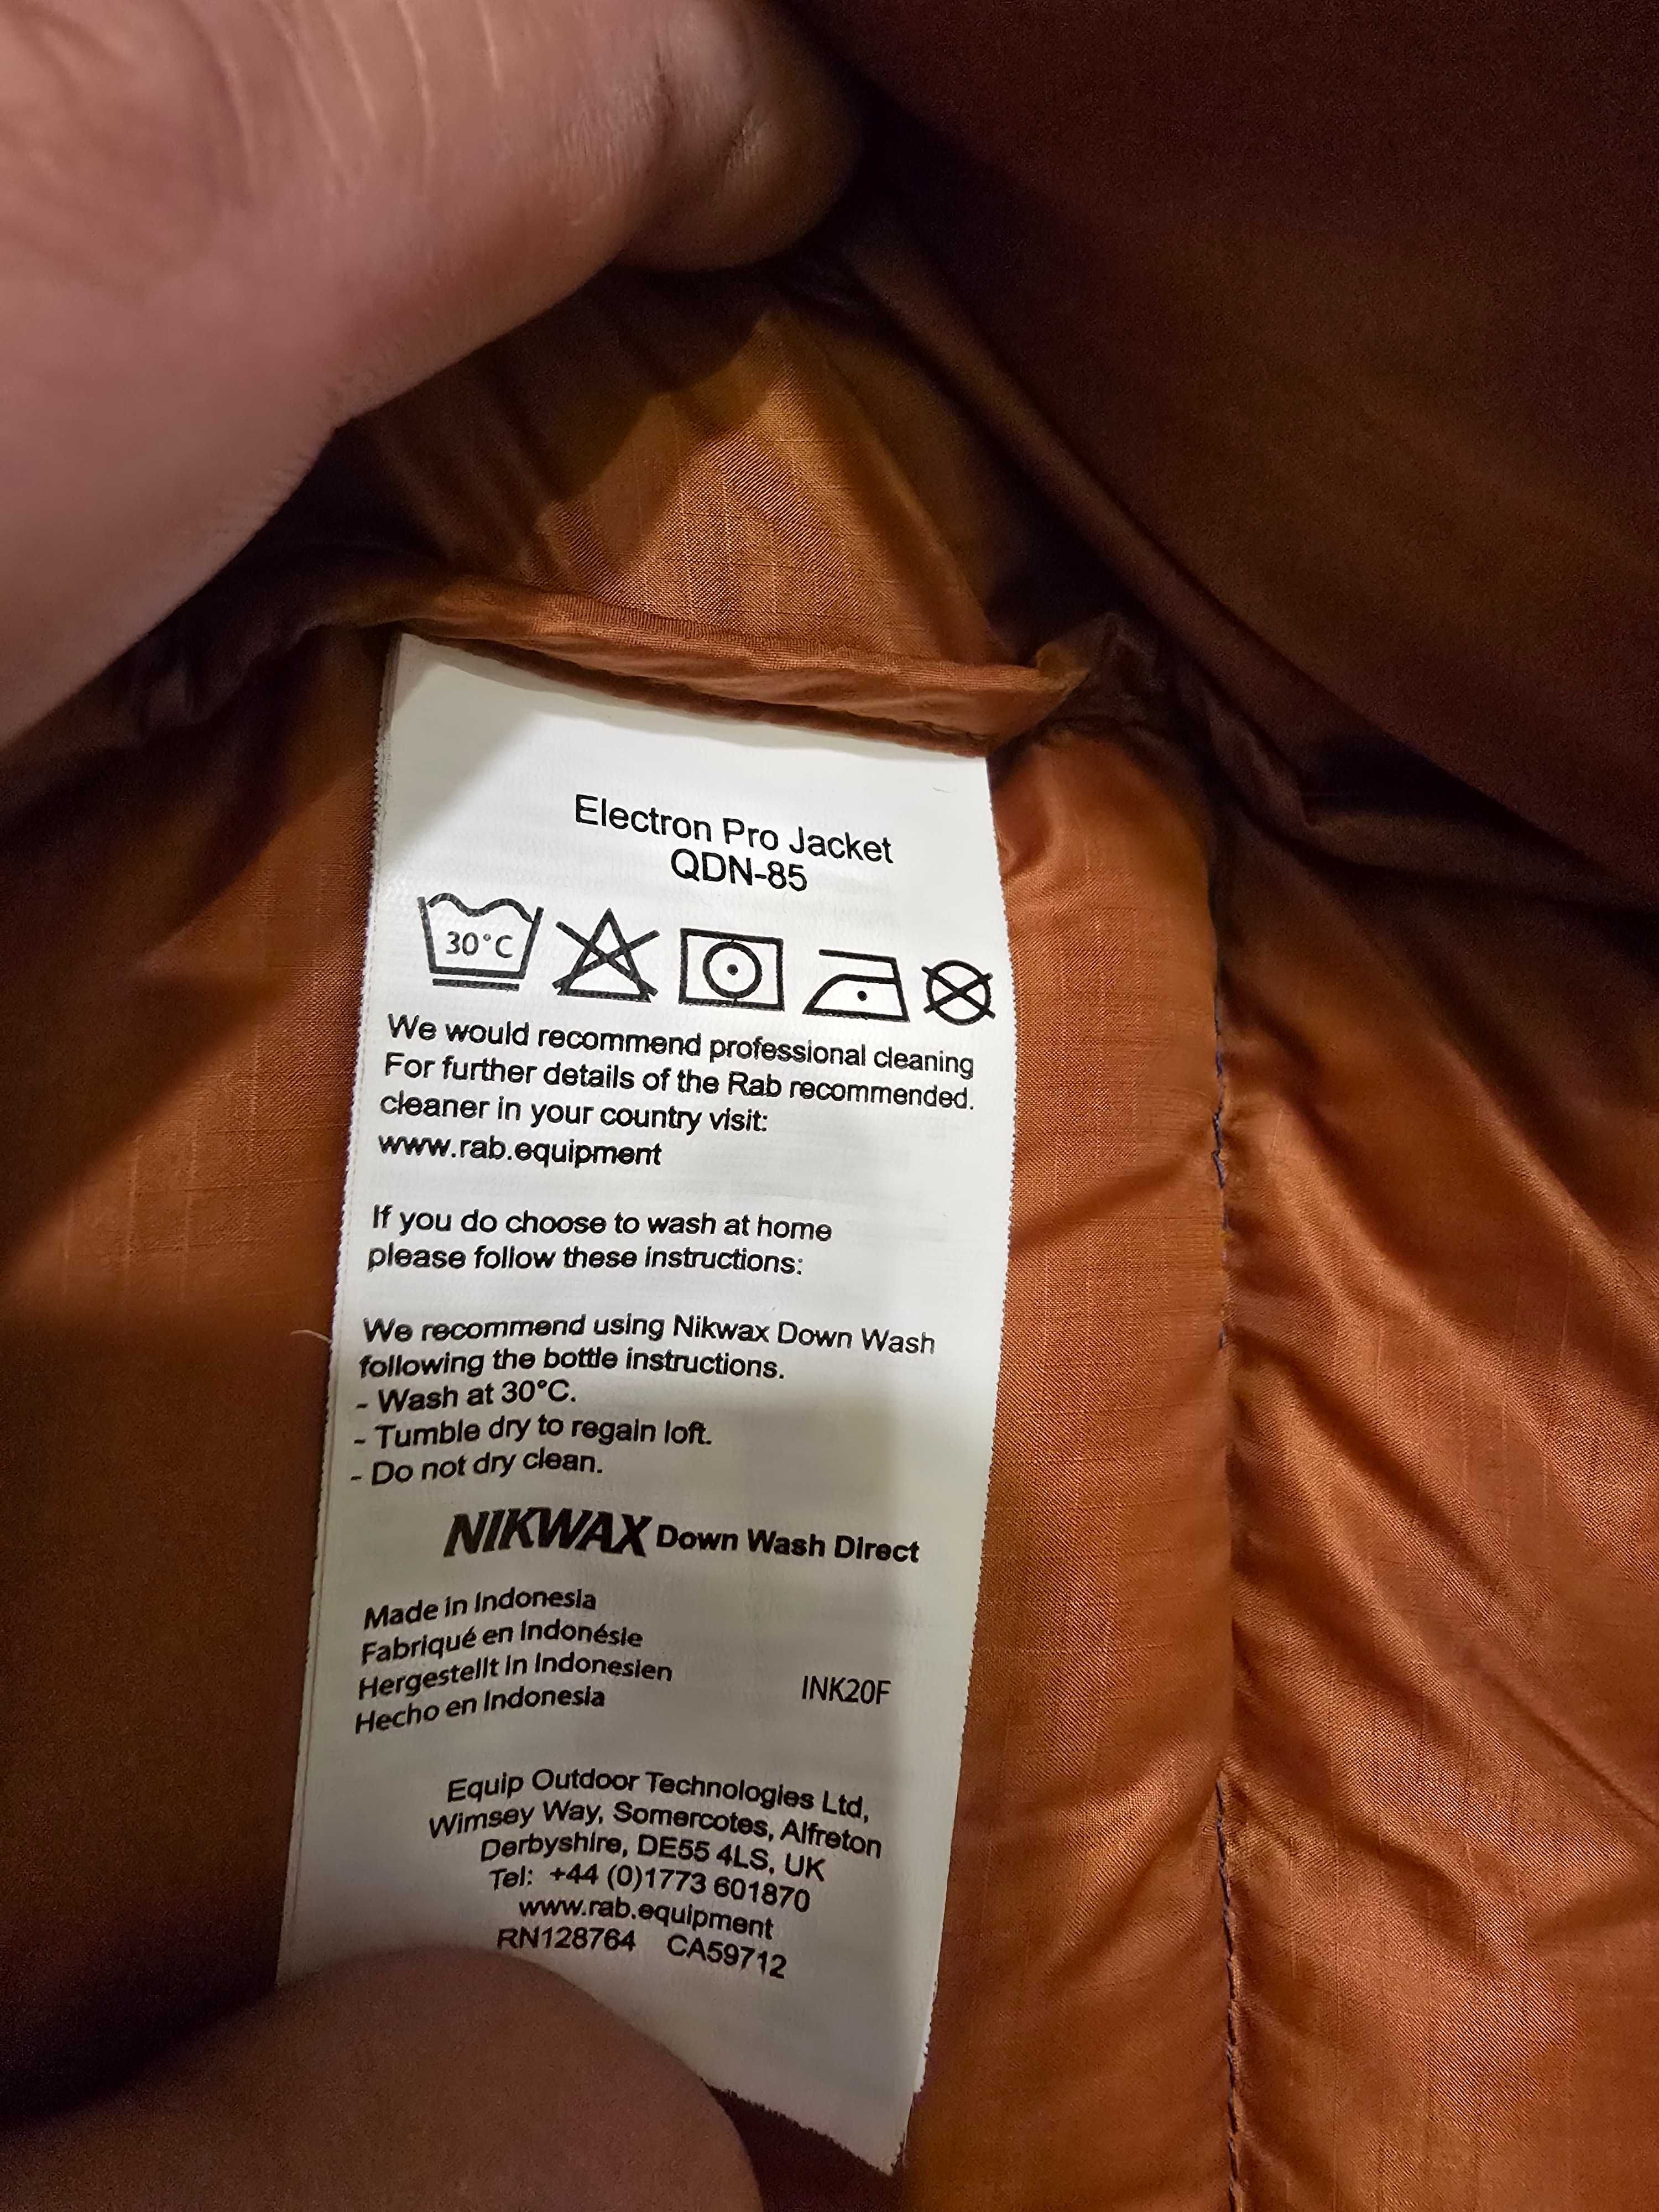 Electron Pro Jacket
QDN-85
30°C
We would recommend professional cleaning
For further details of the Rab recommended.
cleaner in your country visit:
www.rab.equipment
If you do choose to wash at home
please follow these instructions:
We recommend using Nikwax Down Wash
following the bottle instructions.
- Wash at 30°C.
- Tumble dry to regain loft.
- Do not dry clean.
NIKWAX Down Wash Direct
Made in Indonesia
Fabriqué en Indonésie
Hergestellt in Indonesien
Hecho en Indonesia
INK20F
Equip Outdoor Technologies Ltd,
Wimsey Way, Somercotes, Alfreton
Derbyshire, DE55 4LS, UK
Tel: +44 (0)1773 601870
www.rab.equipment
RN128764 CA59712